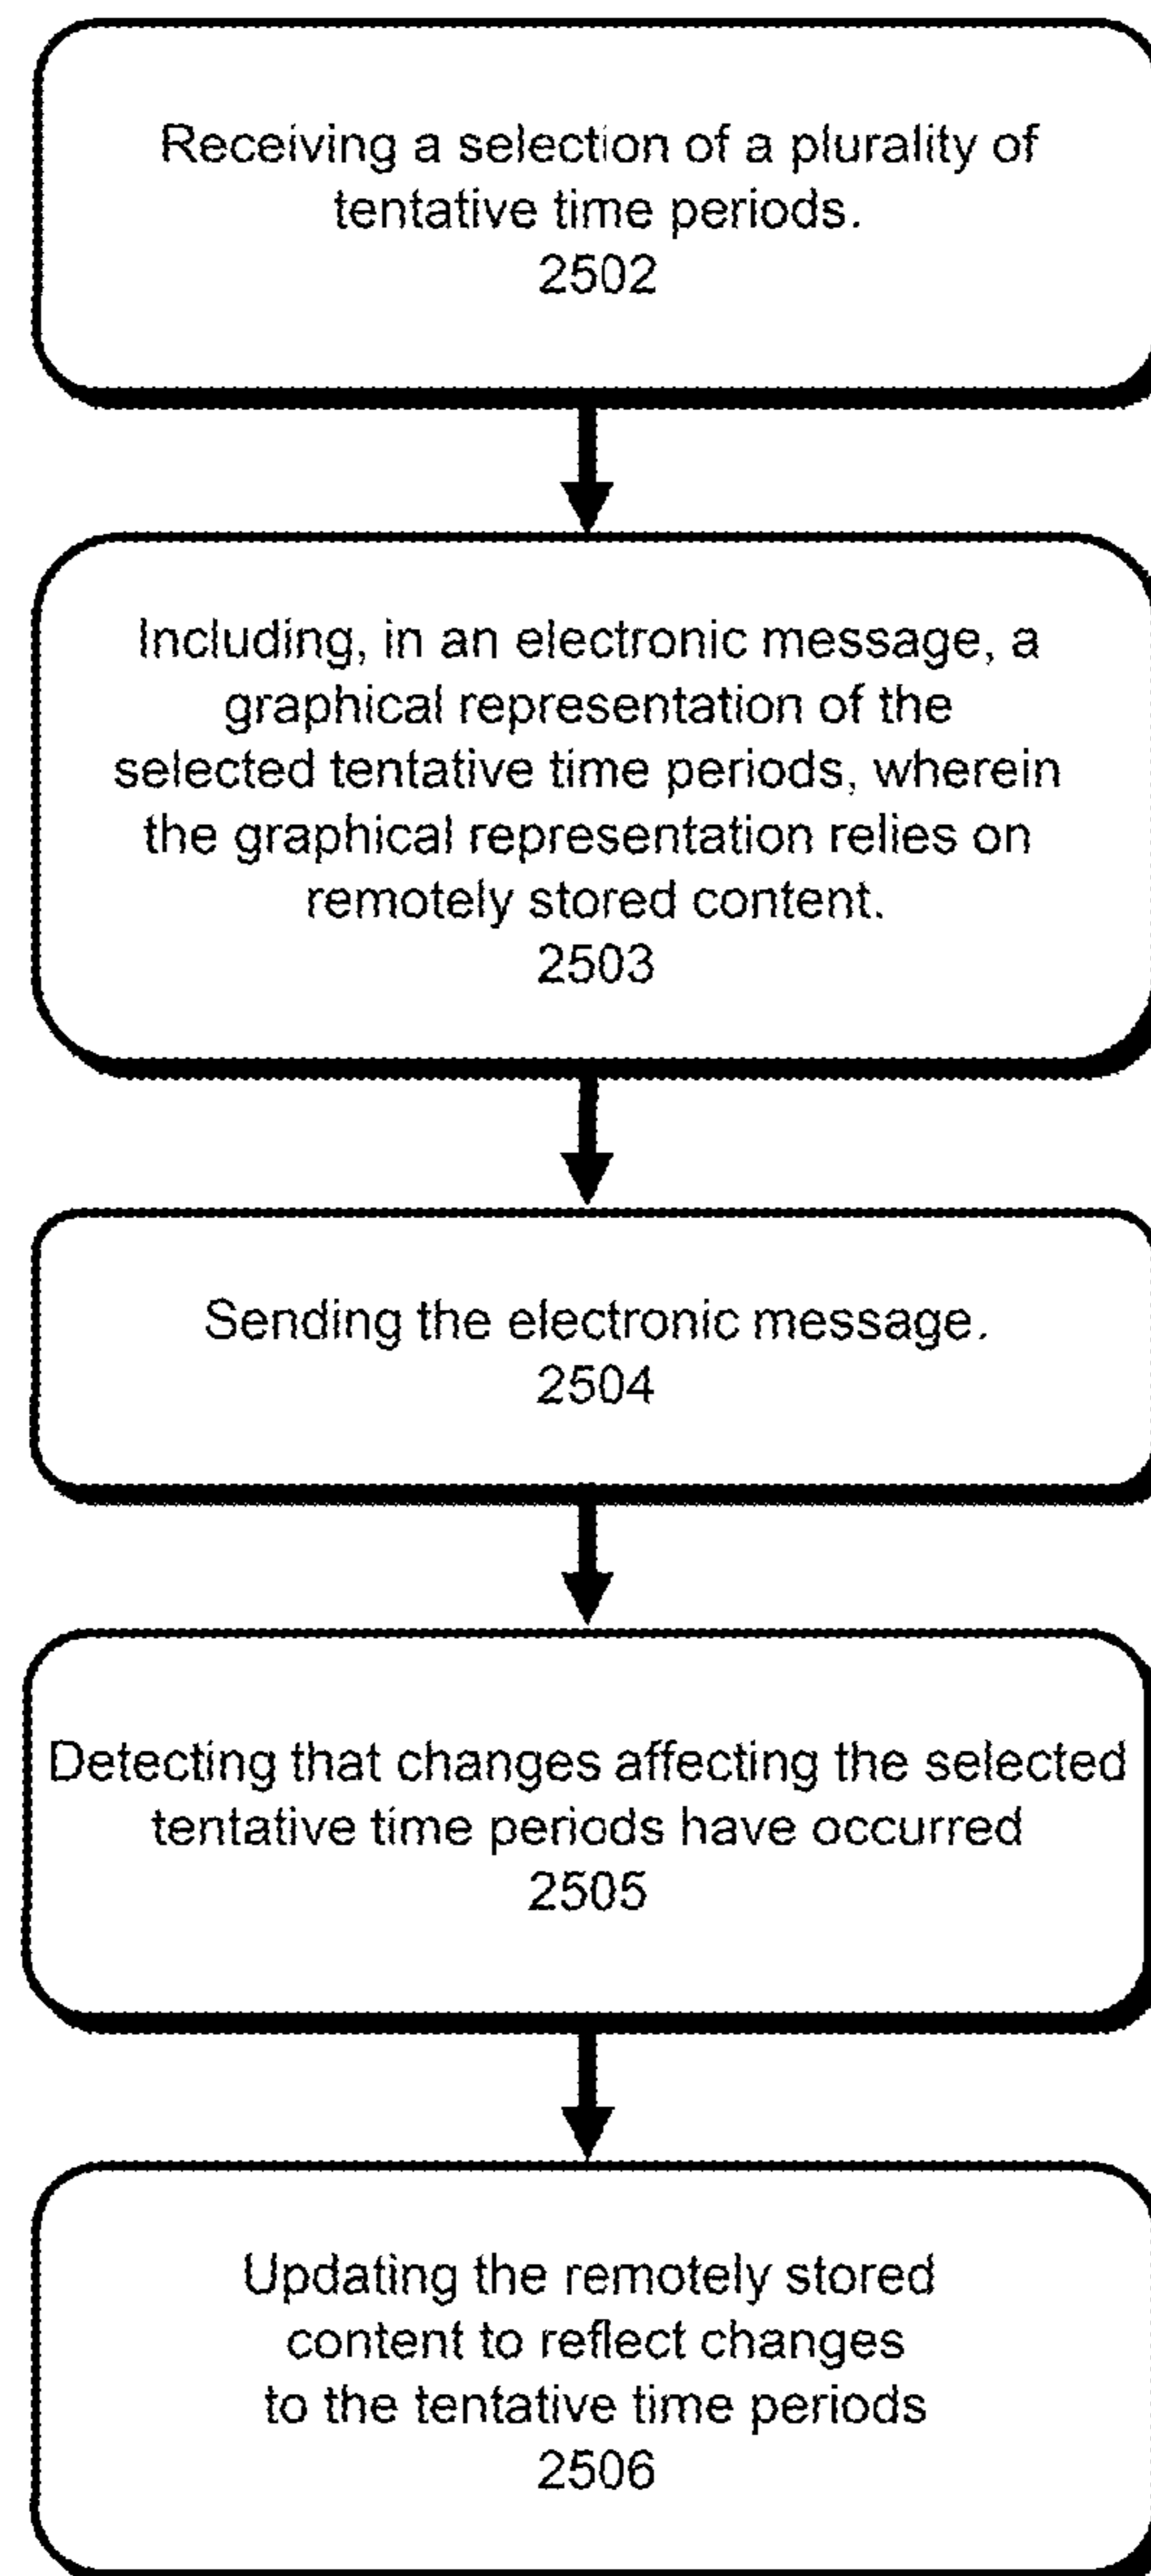 Receiving a selection of a plurality of
tentative time periods.
2502
Including, in an electronic message, a
graphical representation of the
selected tentative time periods, wherein
the graphical representation relies on
remotely stored content.
2503
Sending the electronic message.
2504
Detecting that changes affecting the selected
tentative time periods have occurred
2505
Updating the remotely stored
content to reflect changes
to the tentative time periods
2506